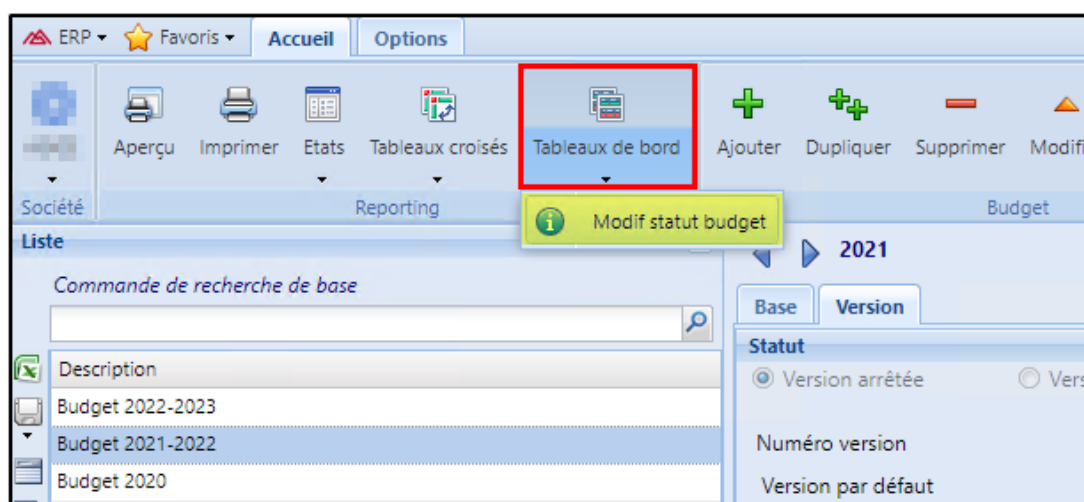 ERP Favoris Accueil Options
Aperçu Imprimer Etats Tableaux croisés Tableaux de bord Ajouter Dupliquer Supprimer Modifi
Société Reporting Budget
Modif statut budget
Liste
2021
Commande de recherche de base
Base Version
Statut
Description
Version arrêtée Vers
Budget 2022-2023
Budget 2021-2022
Numéro version
Budget 2020
Version par défaut